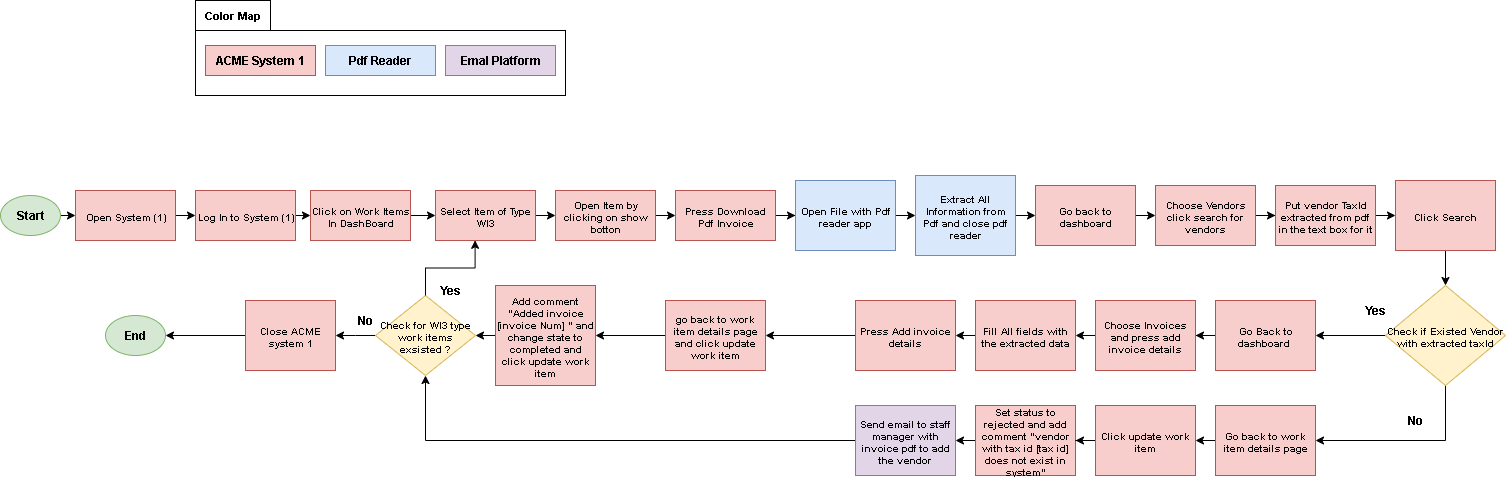 Color Map
ACME System 1
Pdf Reader
Emal Platform
Start
Open System (1)
Log In to System (1)
Click on Work Items
In DashBoard
Select Item of Type
WI3
Open Item by
clicking on show
botton
Press Download
Pdf Invoice
Open File with Pdf
reader app
Extract All
Information from
Pdf and close pdf
reader
Go back to
dashboard
Choose Vendors
click search for
vendors
Put vendor TaxId
extracted from pdf
in the text box for it
Click Search
Check if Existed Vendor
with extracted taxId
Yes
Go Back to
dashboard
Choose Invoices
and press add
invoice details
Fill All fields with
the extracted data
Press Add invoice
details
go back to work
item details page
and click update
work item
Add comment
"Added invoice
[invoice Num] " and
change state to
completed and
click update work
item
Check for WI3 type
work items
exsisted ?
Yes
No
Close ACME
system 1
End
No
Go back to work
item details page
Click update work
item
Set status to
rejected and add
comment "vendor
with tax id [tax id]
does not exist in
system"
Send email to staff
manager with
invoice pdf to add
the vendor